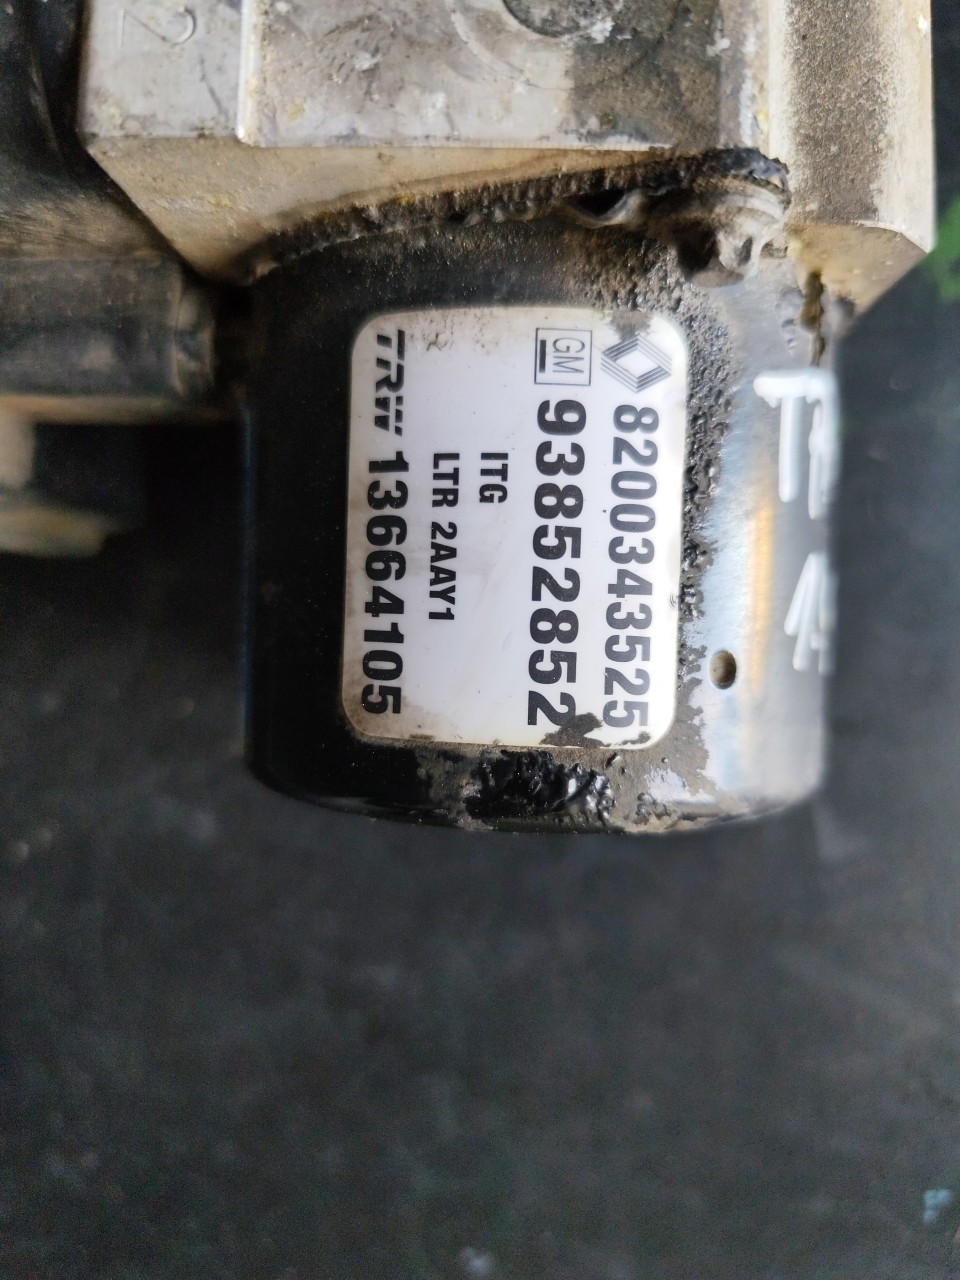 8200343525
GM 93852852
ITG
LTR 2AAY1
TRW 13664105